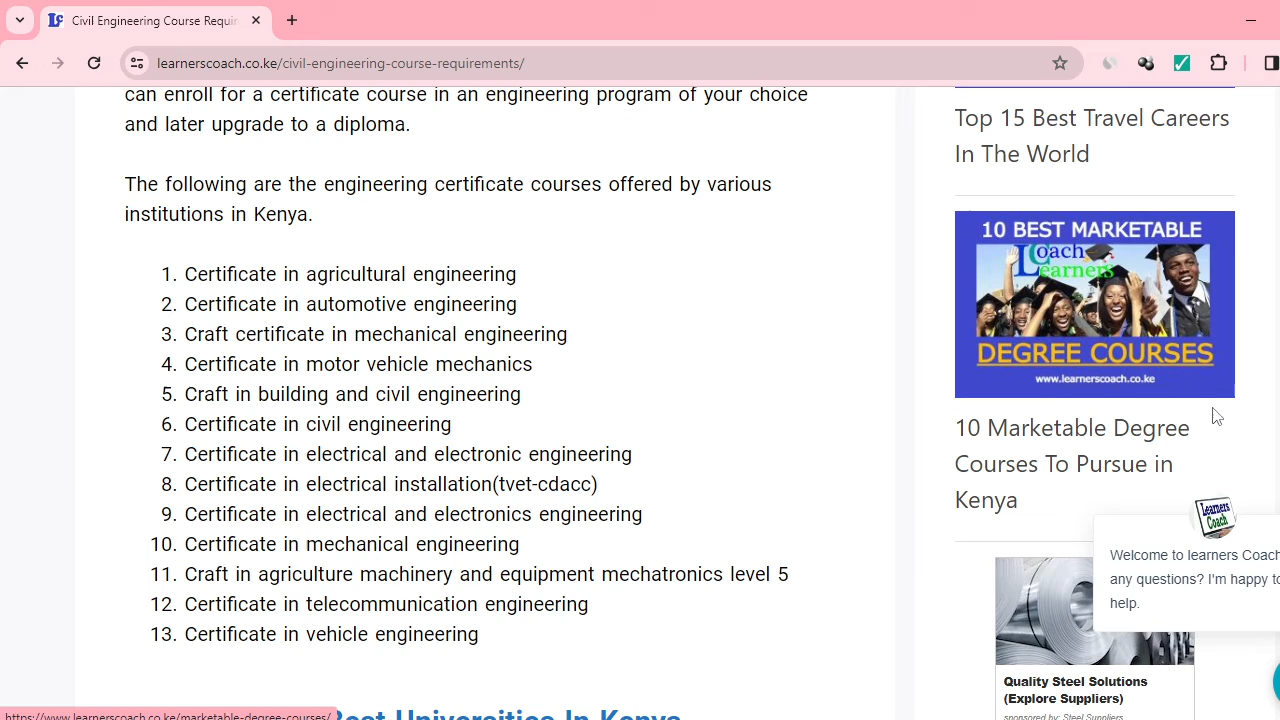 Civil Engineering Course Requir
learnerscoach.co.ke/civil-engineering-course-requirements/
can enroll for a certificate course in an engineering program of your choice
and later upgrade to a diploma.
The following are the engineering certificate courses offered by various
institutions in Kenya.
1. Certificate in agricultural engineering
2. Certificate in automotive engineering
3. Craft certificate in mechanical engineering
4. Certificate in motor vehicle mechanics
5. Craft in building and civil engineering
6. Certificate in civil engineering
7. Certificate in electrical and electronic engineering
8. Certificate in electrical installation(tvet-cdacc)
9. Certificate in electrical and electronics engineering
10. Certificate in mechanical engineering
11. Craft in agriculture machinery and equipment mechatronics level 5
12. Certificate in telecommunication engineering
13. Certificate in vehicle engineering
Best Universities In Kenya
https://www.learnerscoach.co.ke/marketable-degree-courses/
Top 15 Best Travel Careers
In The World
10 BEST MARKETABLE
Coach
Learners
DEGREE COURSES
www.learnerscoach.co.ke
10 Marketable Degree
Courses To Pursue in
Kenya
Learners
Coach
Welcome to learners Coach
any questions? I'm happy to
help.
Quality Steel Solutions
(Explore Suppliers)
sponsored by: Steel Suppliers